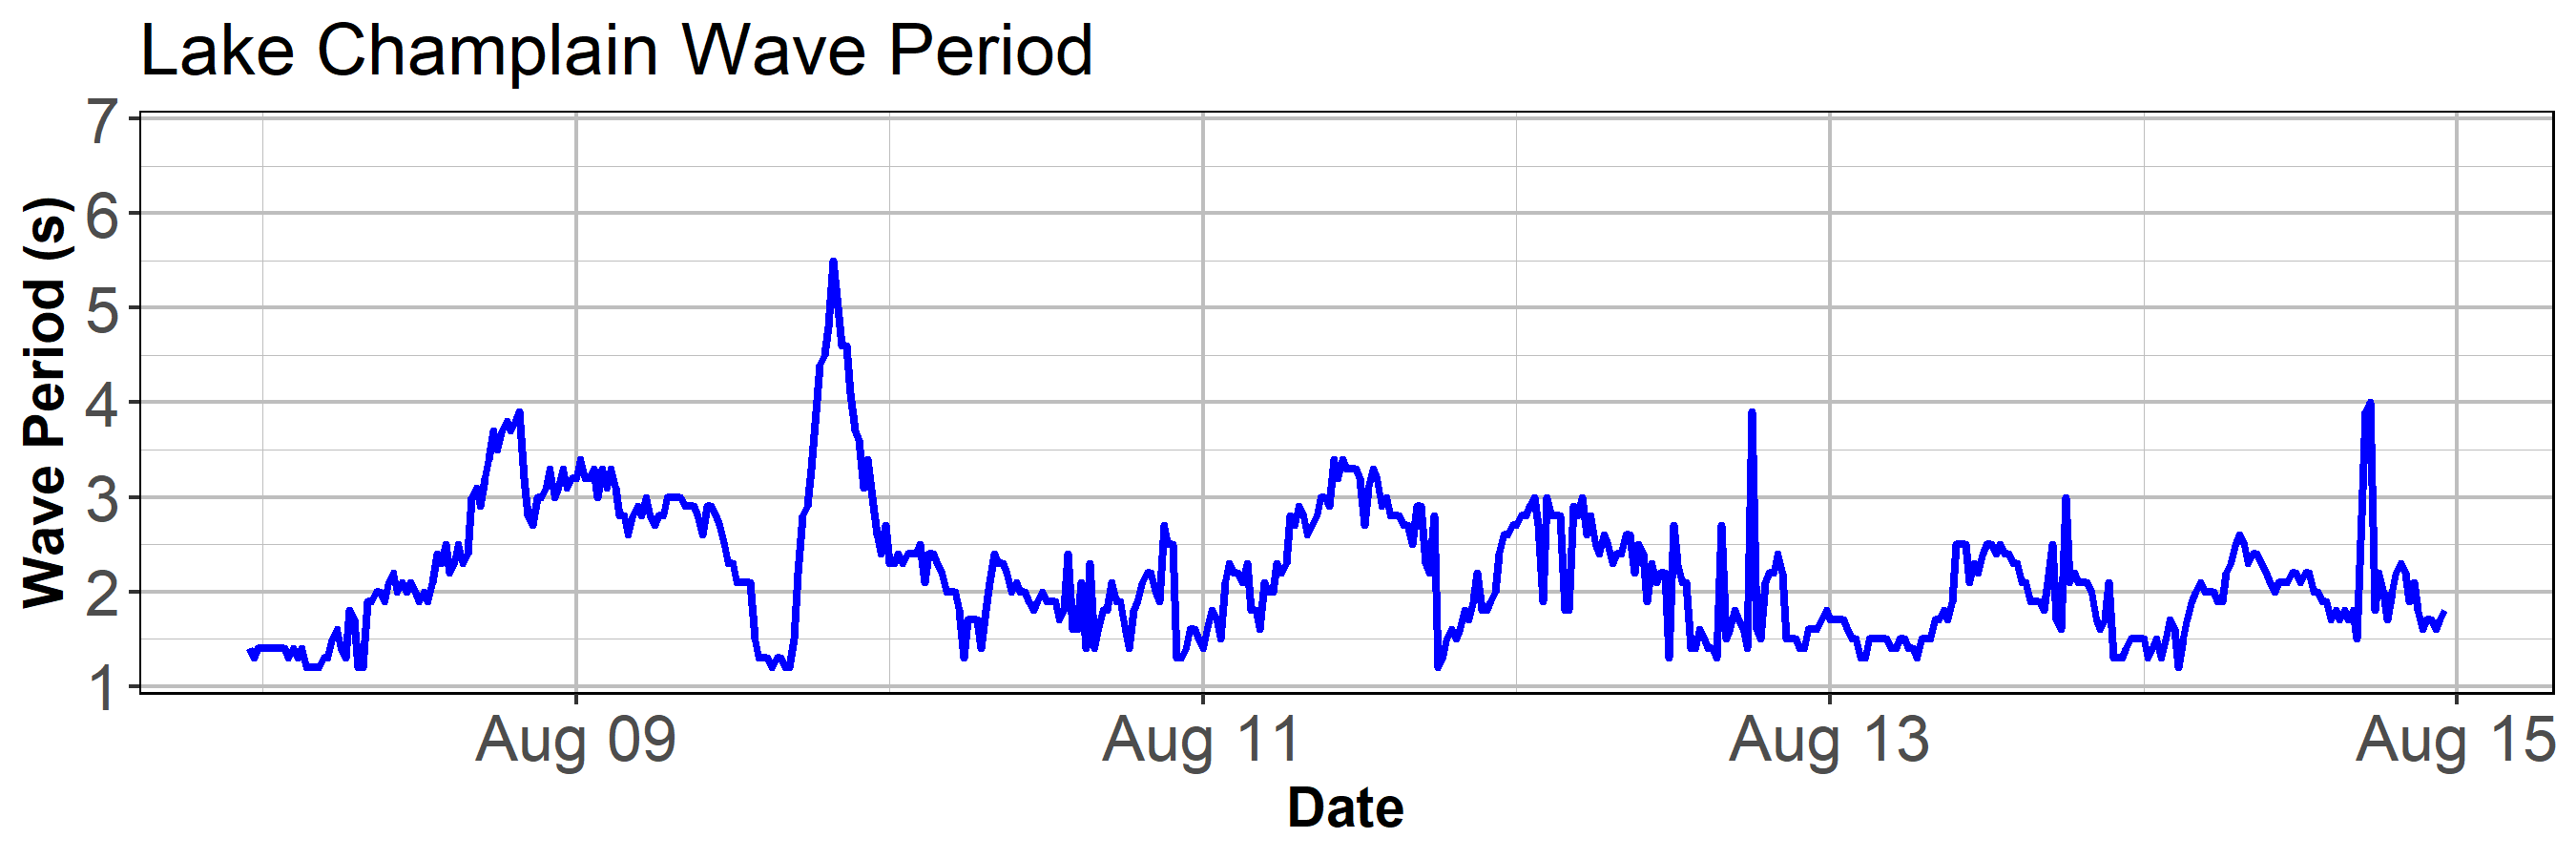 Lake Champlain Wave Period
Wave Period (s)
7
6
5
4
3
2
1
Aug 09
Aug 11
Aug 13
Aug 15
Date